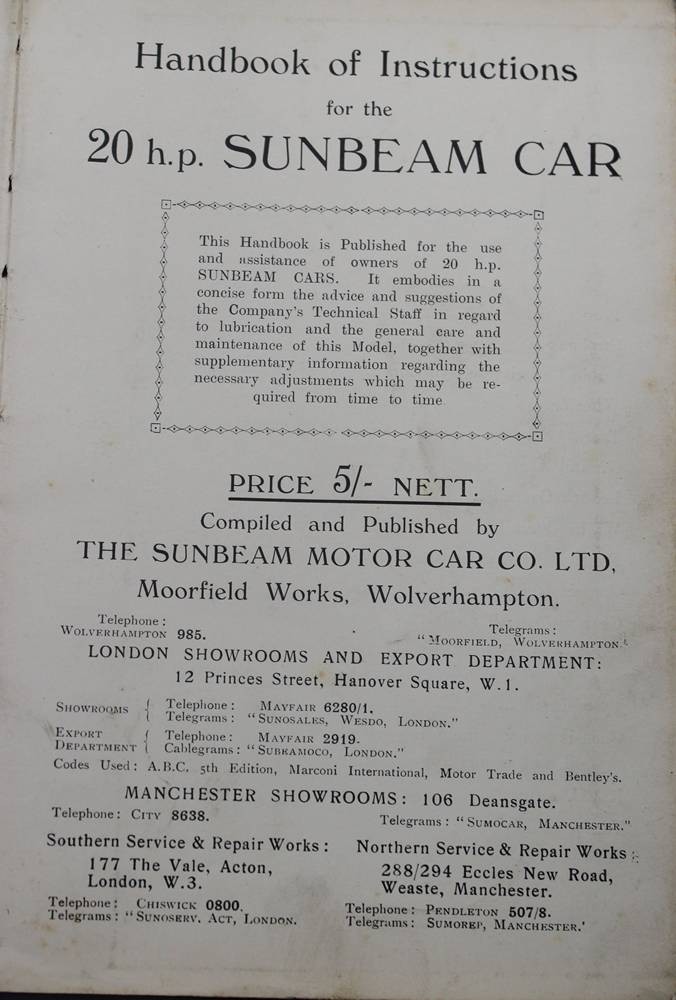 Handbook of Instructions
for the
20 h.p. SUNBEAM CAR
This Handbook is Published for the use
and assistance of owners of 20 h.p.
SUNBEAM CARS. It embodies in a
concise form the advice and suggestions of
the Company's Technical Staff in regard
to lubrication and the general care and
maintenance of this Model, together with
supplementary information regarding the
necessary adjustments which may be re-
quired from time to time.
PRICE 5/- NETT.
Compiled and Published by
THE SUNBEAM MOTOR CAR CO. LTD,
Moorfield Works, Wolverhampton.
Telephone:
WOLVERHAMPTON 985.
Telegrams:
"MOORFIELD, WOLVERHAMPTON."
LONDON SHOWROOMS AND EXPORT DEPARTMENT:
12 Princes Street, Hanover Square, W.1.
SHOWROOMS { Telephone: MAYFAIR 6280/1.
Telegrams: "SUNOSALES, WESDO, LONDON."
EXPORT DEPARTMENT { Telephone: MAYFAIR 2919.
Cablegrams: "SUBEAMOCO, LONDON."
Codes Used: A.B.C. 5th Edition, Marconi International, Motor Trade and Bentley's.
MANCHESTER SHOWROOMS: 106 Deansgate.
Telephone: CITY 8638.
Telegrams: "SUMOCAR, MANCHESTER."
Southern Service & Repair Works:
177 The Vale, Acton,
London, W.3.
Telephone: CHISWICK 0800.
Telegrams: "SUNOSERV, ACT, LONDON.
Northern Service & Repair Works:
288/294 Eccles New Road,
Weaste, Manchester.
Telephone: PENDLETON 507/8.
Telegrams: SUMOREP, MANCHESTER.'